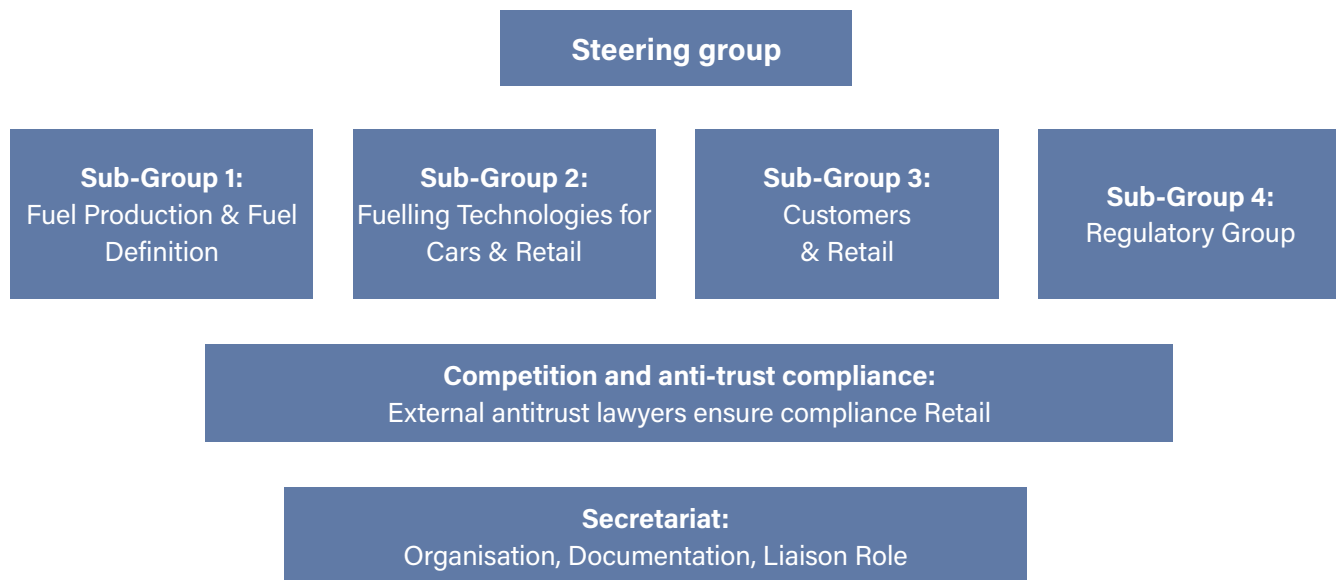 Steering group
Sub-Group 1:
Fuel Production & Fuel
Definition
Sub-Group 2:
Fuelling Technologies for
Cars & Retail
Sub-Group 3:
Customers
& Retail
Sub-Group 4:
Regulatory Group
Competition and anti-trust compliance:
External antitrust lawyers ensure compliance Retail
Secretariat:
Organisation, Documentation, Liaison Role